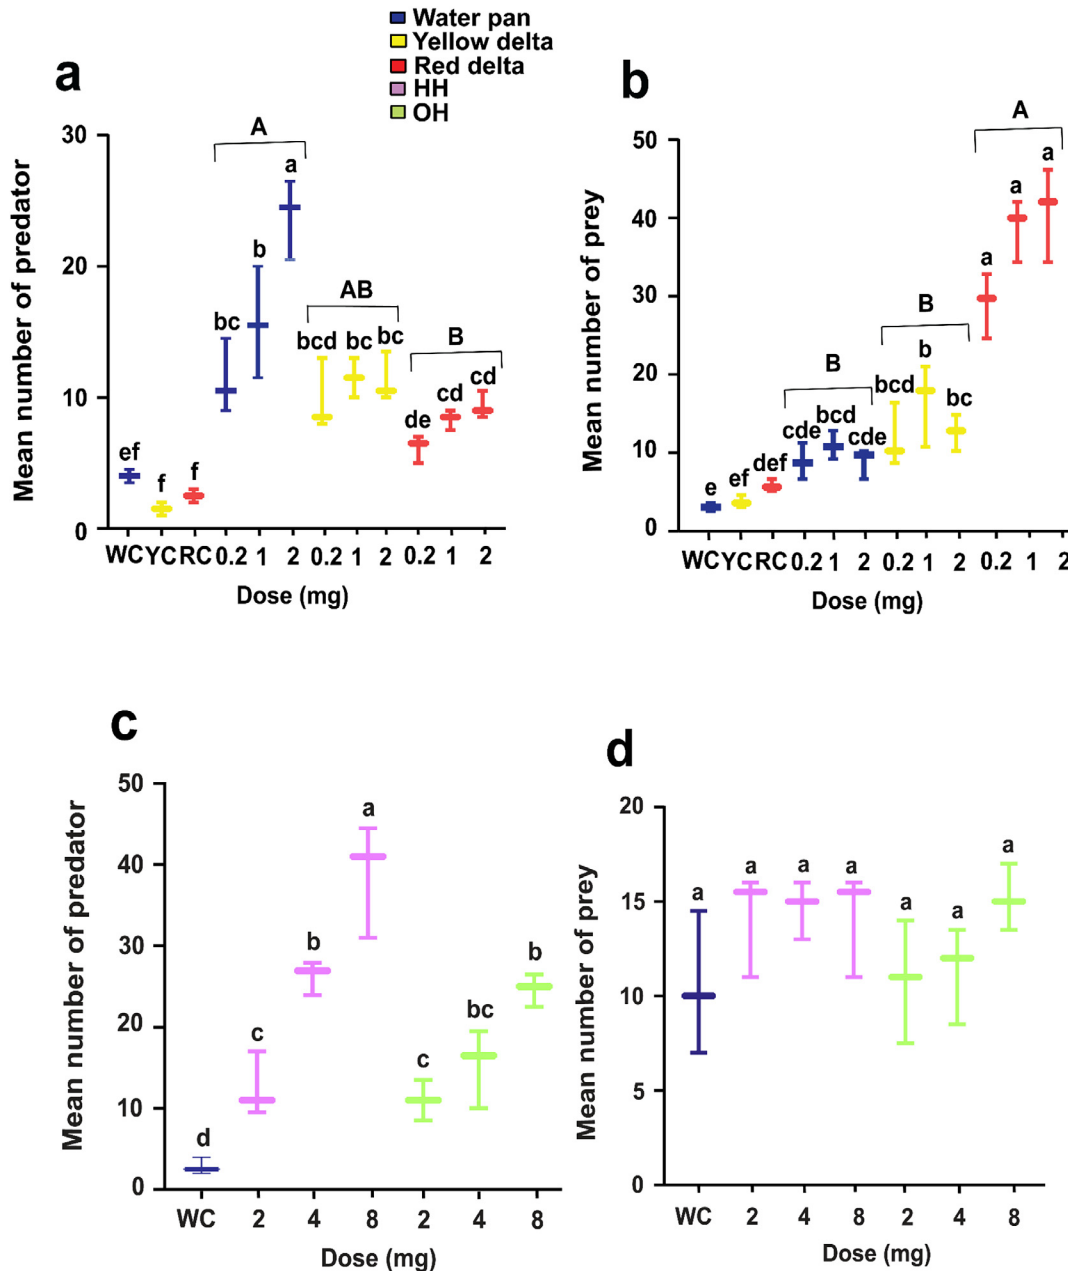 Water pan
Yellow delta
Red delta
HH
OH
a
Mean number of predator
30
20
10
0
A
AB
B
ef
f
f
bc
b
a
bcd
bc
bc
de
cd
cd
WC YC RC 0.2 1 2 0.2 1 2 0.2 1 2
Dose (mg)
b
Mean number of prey
50
40
30
20
10
0
B
B
A
e
ef
def
cde
bcd
cde
bcd
b
bc
a
a
a
WC YC RC 0.2 1 2 0.2 1 2 0.2 1 2
Dose (mg)
c
Mean number of predator
50
40
30
20
10
0
d
c
b
a
c
bc
b
WC 2 4 8 2 4 8
Dose (mg)
d
Mean number of prey
20
15
10
5
0
a
a
a
a
a
a
a
WC 2 4 8 2 4 8
Dose (mg)